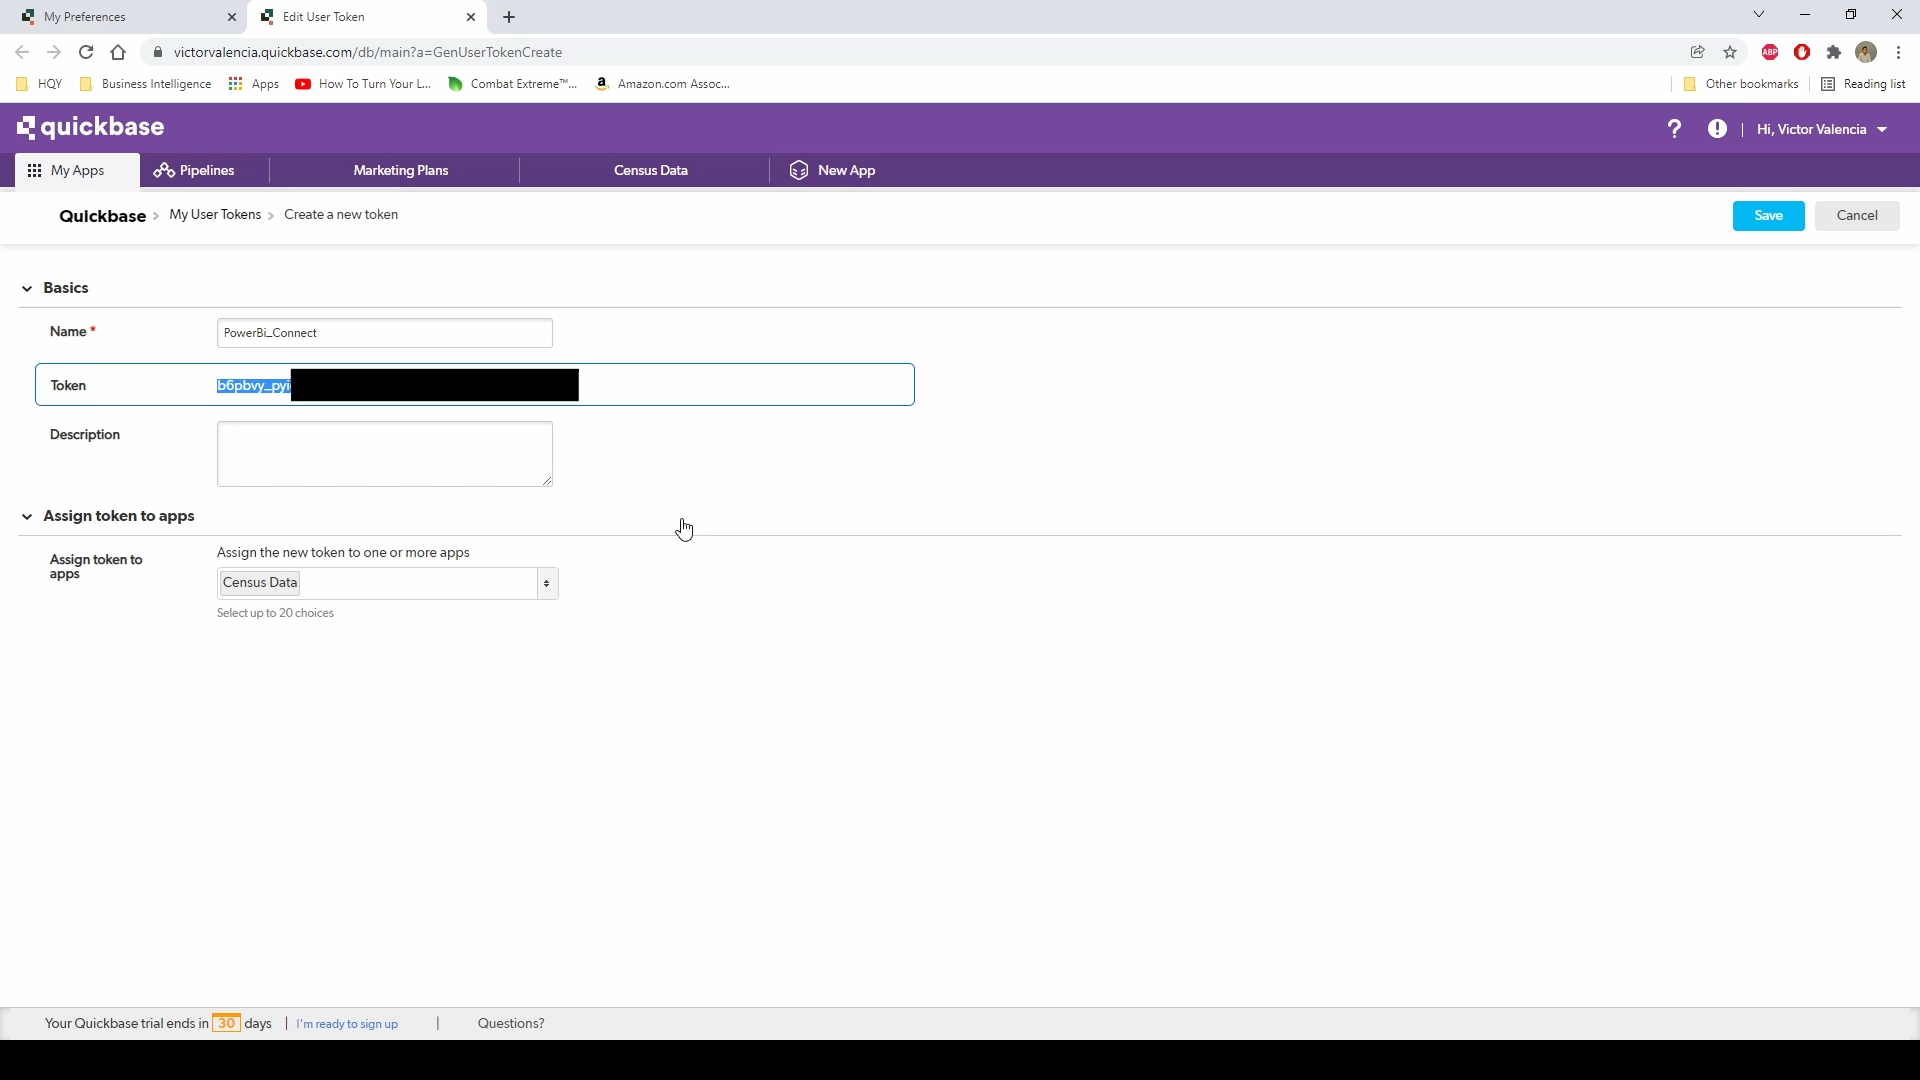 My Preferences
Edit User Token
victorvalencia.quickbase.com/db/main?a=GenUserTokenCreate
ABP
HQY
Business Intelligence
Apps
How To Turn Your L...
Combat Extreme™...
Amazon.com Assoc...
Other bookmarks
Reading list
quickbase
Hi, Victor Valencia
My Apps
Pipelines
Marketing Plans
Census Data
New App
Quickbase > My User Tokens > Create a new token
Save
Cancel
Basics
Name *
PowerBi_Connect
Token
b6pbvy_pyi
Description
Assign token to apps
Assign token to
apps
Assign the new token to one or more apps
Census Data
Select up to 20 choices
Your Quickbase trial ends in 30 days | I'm ready to sign up | Questions?